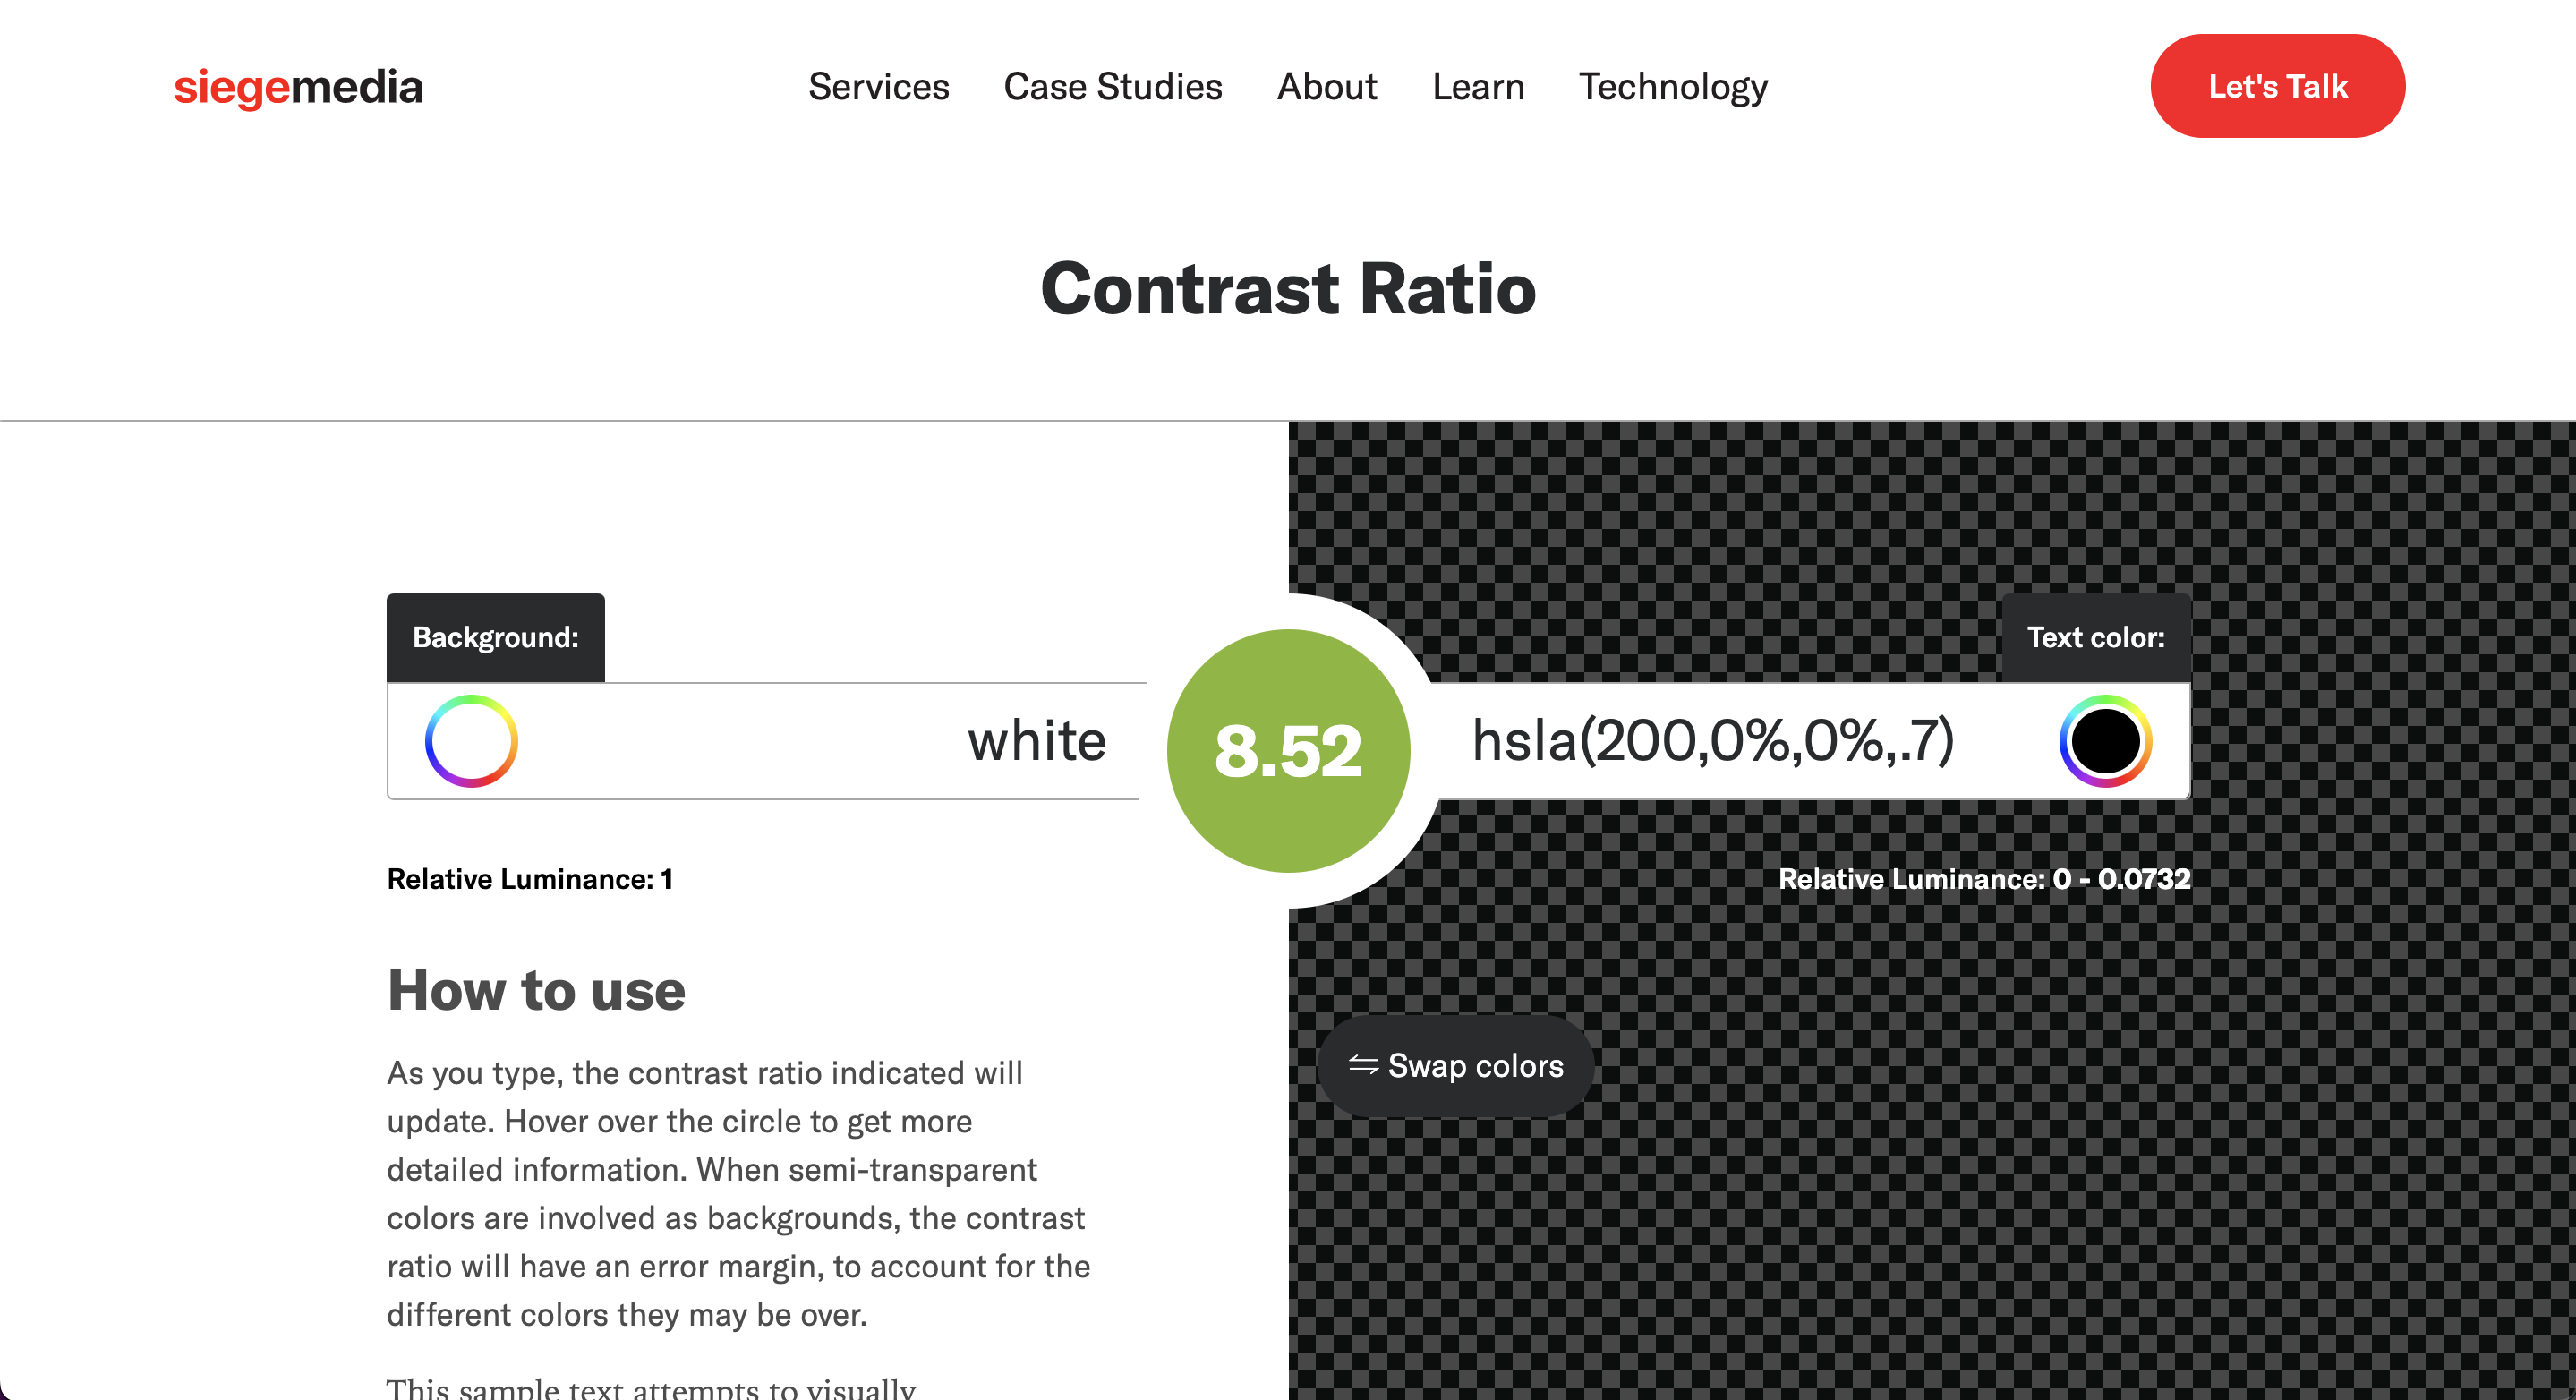 siegemedia
Services Case Studies About Learn Technology
Let's Talk
Contrast Ratio
Background:
Text color:
white
8.52
hsla(200,0%,0%,.7)
Relative Luminance: 1
Relative Luminance: 0 - 0.0732
How to use
As you type, the contrast ratio indicated will
update. Hover over the circle to get more
detailed information. When semi-transparent
colors are involved as backgrounds, the contrast
ratio will have an error margin, to account for the
different colors they may be over.
⇋ Swap colors
This sample text attempts to visually